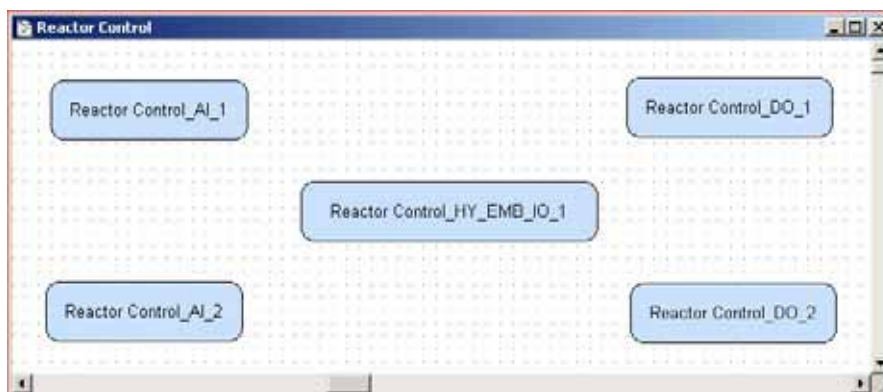 Reactor Control
Reactor Control_AI_1
Reactor Control_DO_1
Reactor Control_HY_EMB_IO_1
Reactor Control_AI_2
Reactor Control_DO_2